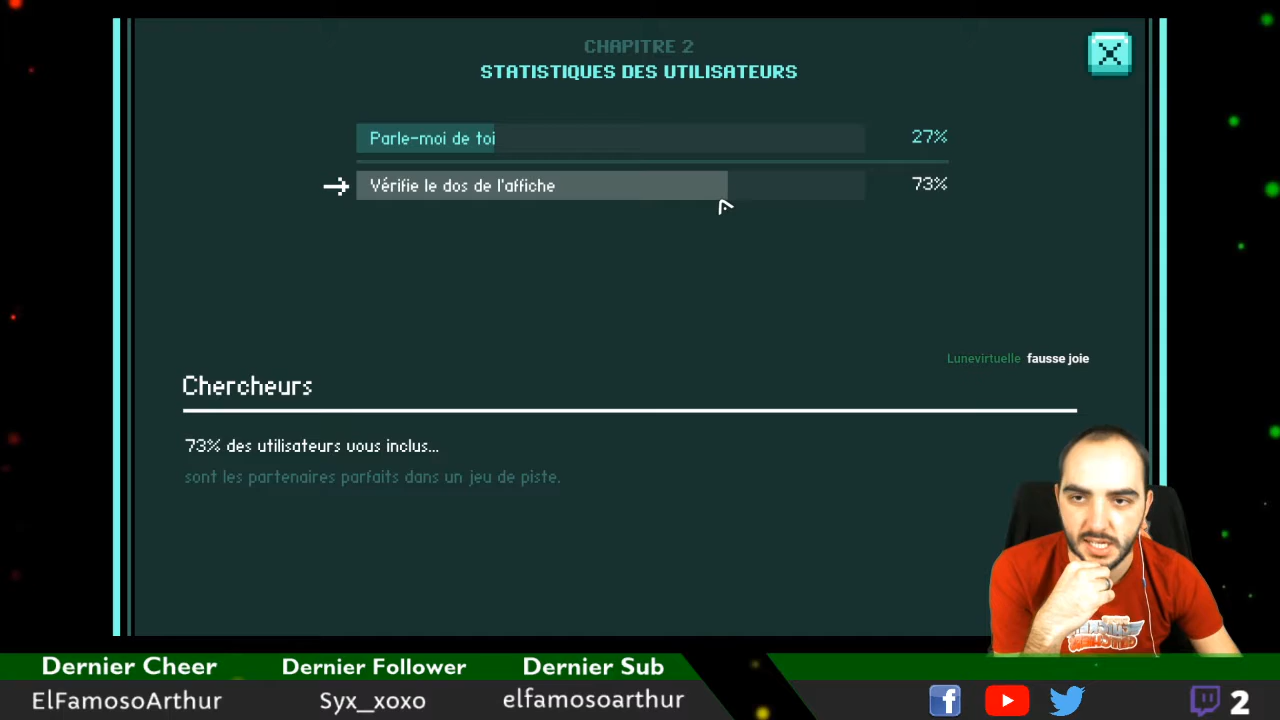 CHAPITRE 2
STATISTIQUES DES UTILISATEURS
Parle-moi de toi 27%
Vérifie le dos de l'affiche 73%
Lunevirtuelle fausse joie
Chercheurs
73% des utilisateurs vous inclus...
sont les partenaires parfaits dans un jeu de piste.
Dernier Cheer Dernier Follower Dernier Sub
ElFamosoArthur Syx__xoxo elfamosoarthur 2